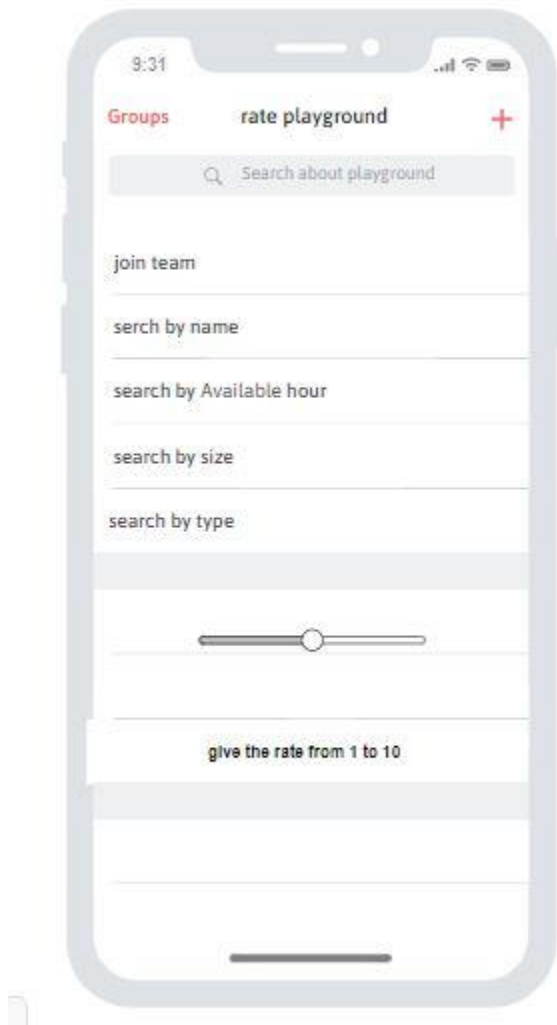 9:31
Groups rate playground +
Search about playground
join team
serch by name
search by Available hour
search by size
search by type
give the rate from 1 to 10